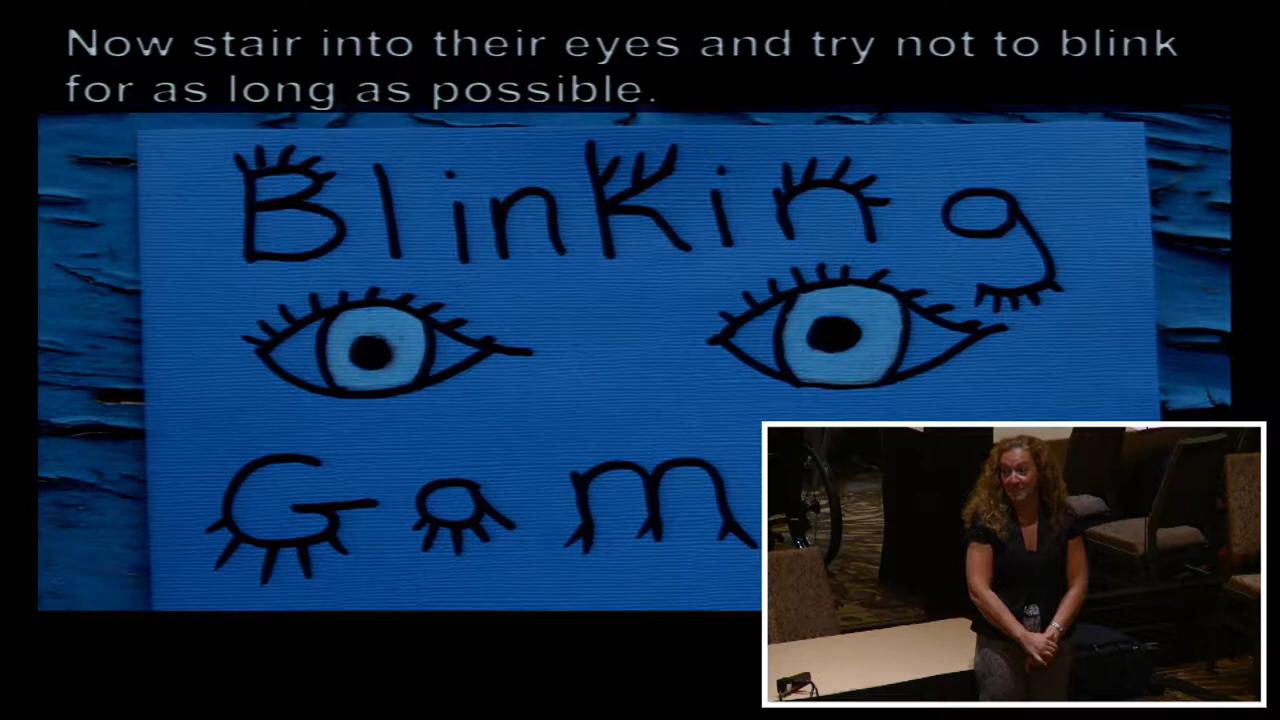 Now stair into their eyes and try not to blink
for as long as possible.
Blinking
Gam